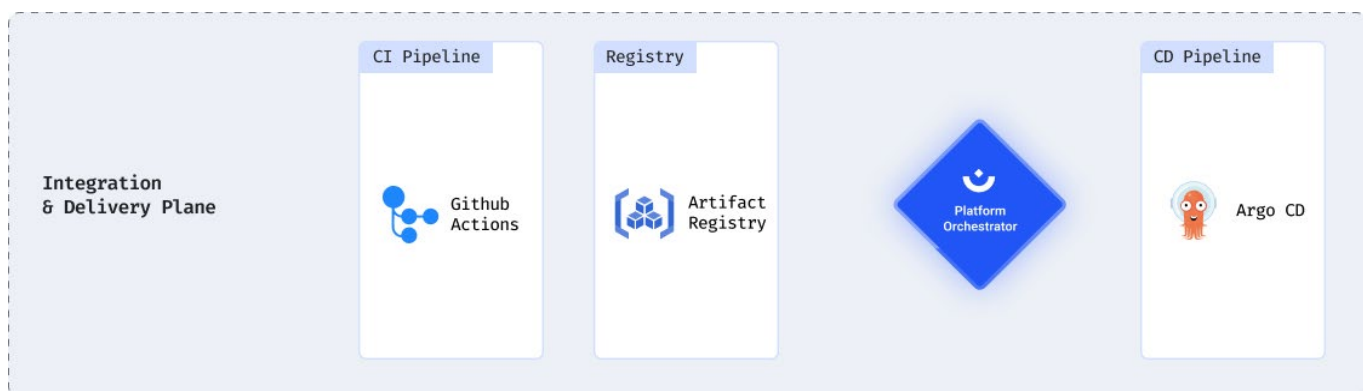 CI Pipeline
Registry
CD Pipeline
Integration
& Delivery Plane
Github
Actions
Artifact
Registry
Platform
Orchestrator
Argo CD